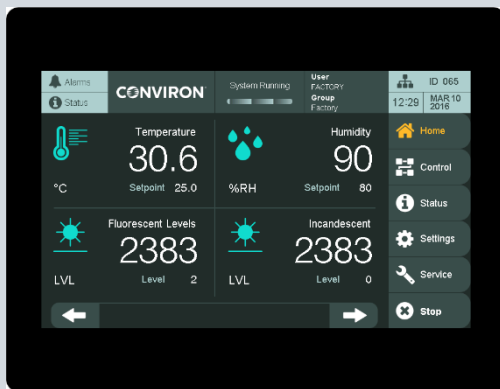 Alarms
Status
CONVIRON
System Running
User
FACTORY
Group
Factory
ID 065
12:29
MAR 10
2016
Temperature
30.6
°C
Setpoint 25.0
Humidity
90
%RH
Setpoint 80
Fluorescent Levels
2383
LVL
Level 2
Incandescent
2383
LVL
Level 0
Home
Control
Status
Settings
Service
Stop